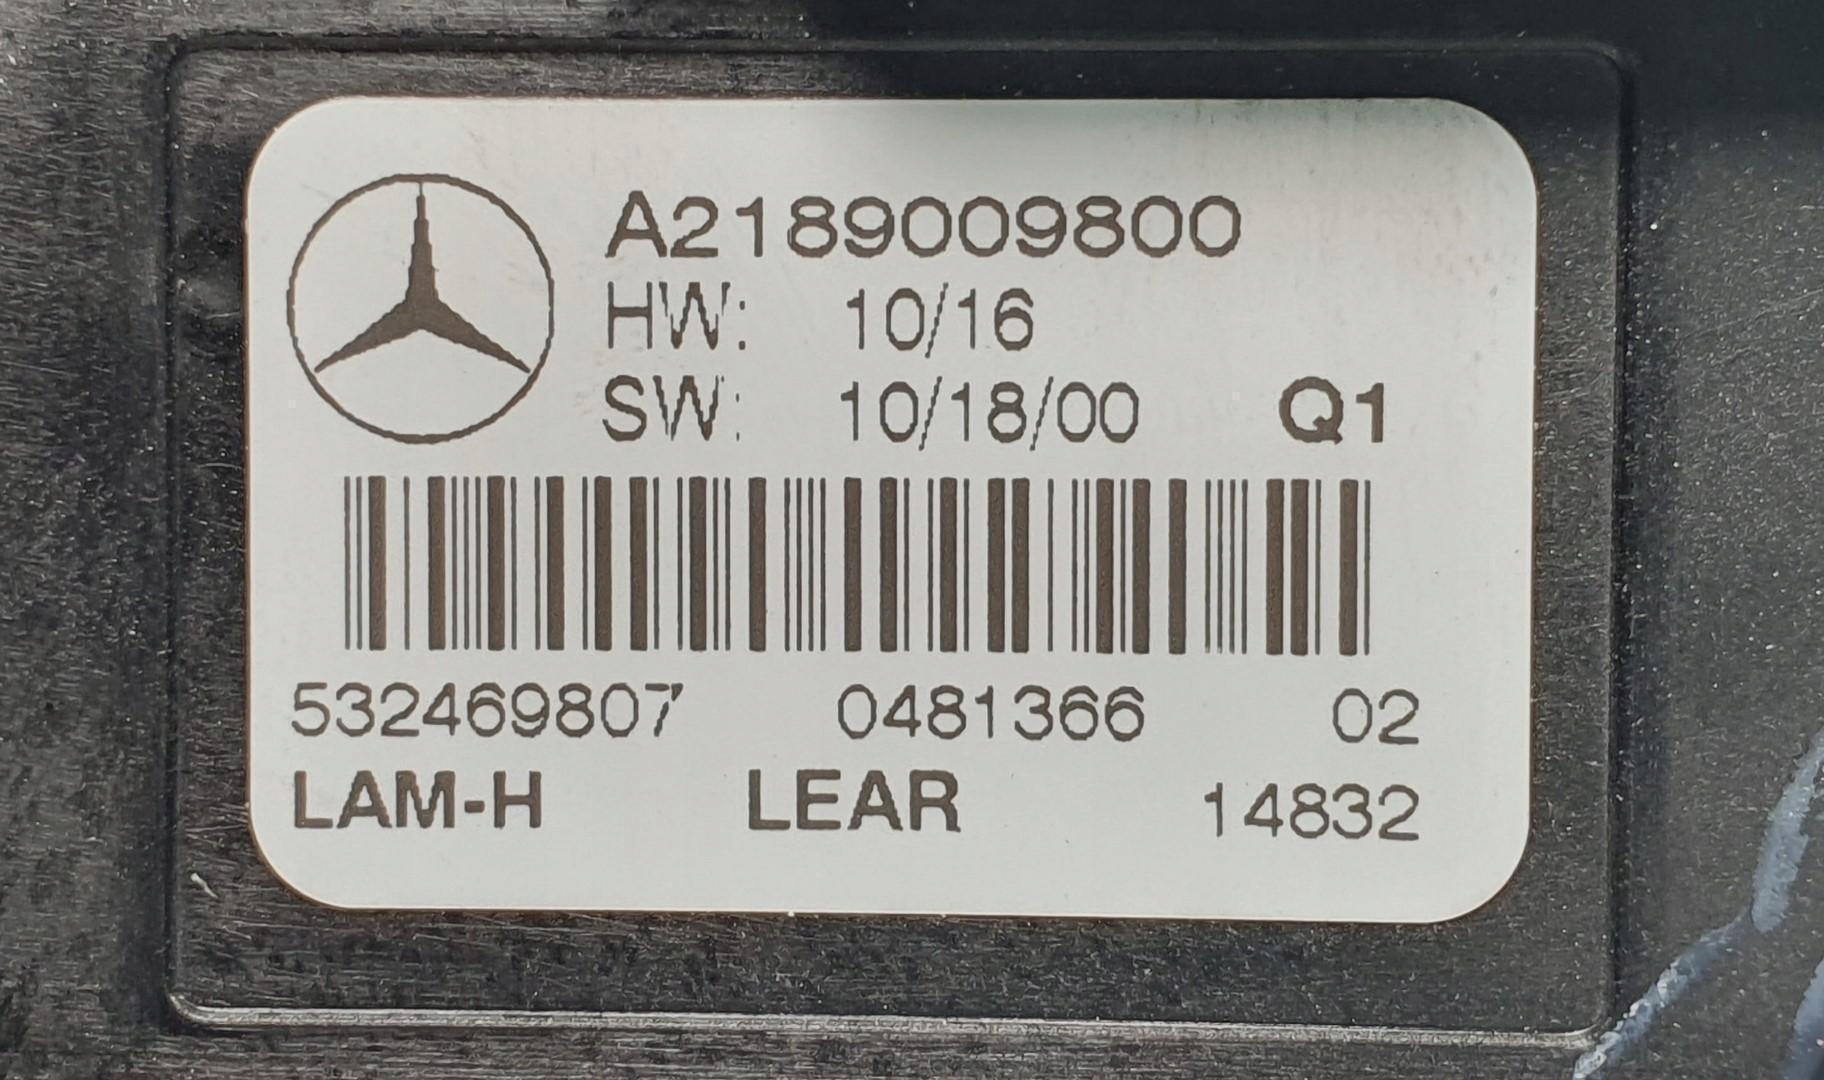 A2189009800
HW: 10/16
SW: 10/18/00 Q1
532469807 0481366 02
LAM-H LEAR 14832